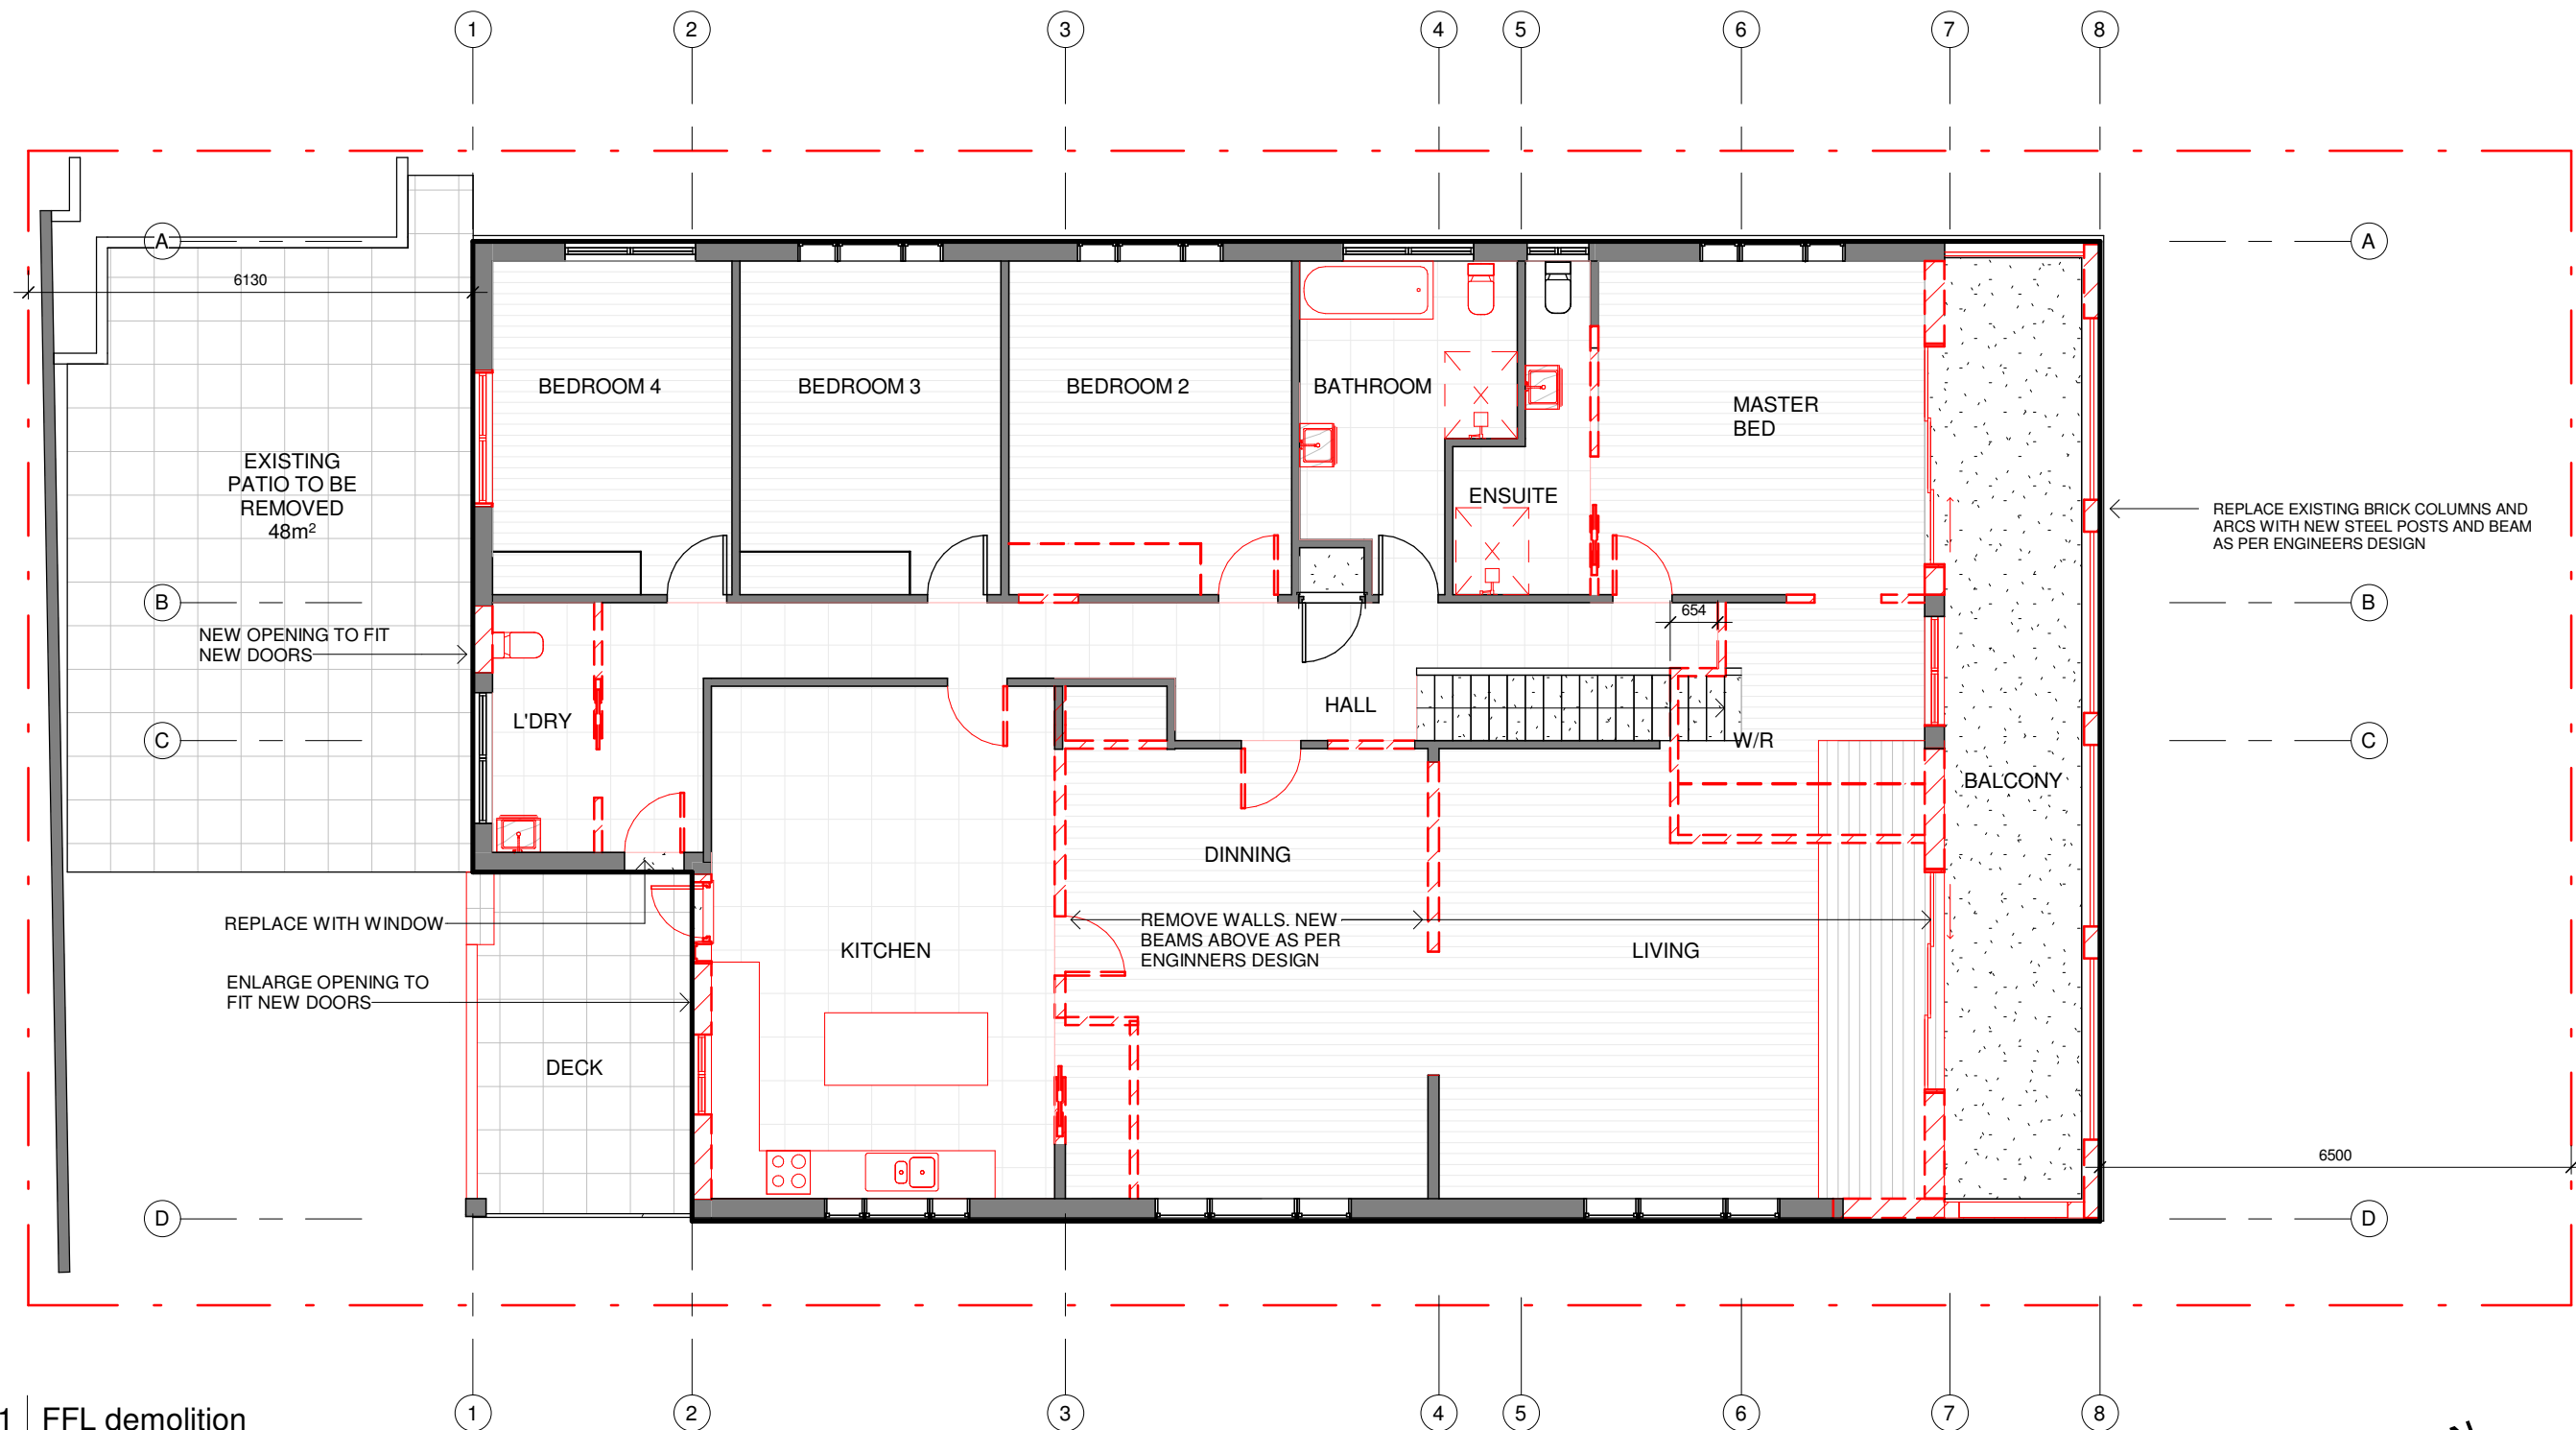 1 2 3 4 5 6 7 8
A A
6130
BEDROOM 4 BEDROOM 3 BEDROOM 2 BATHROOM
MASTER
BED
EXISTING
PATIO TO BE
REMOVED
48m²
ENSUITE
REPLACE EXISTING BRICK COLUMNS AND
ARCS WITH NEW STEEL POSTS AND BEAM
AS PER ENGINEERS DESIGN
B B
654
NEW OPENING TO FIT
NEW DOORS
HALL
L'DRY
C C
W/R
BALCONY
DINNING
REPLACE WITH WINDOW
REMOVE WALLS. NEW
BEAMS ABOVE AS PER
ENGINNERS DESIGN
KITCHEN
LIVING
ENLARGE OPENING TO
FIT NEW DOORS
DECK
6500
D D
1 2 3 4 5 6 7 8
1 FFL demolition